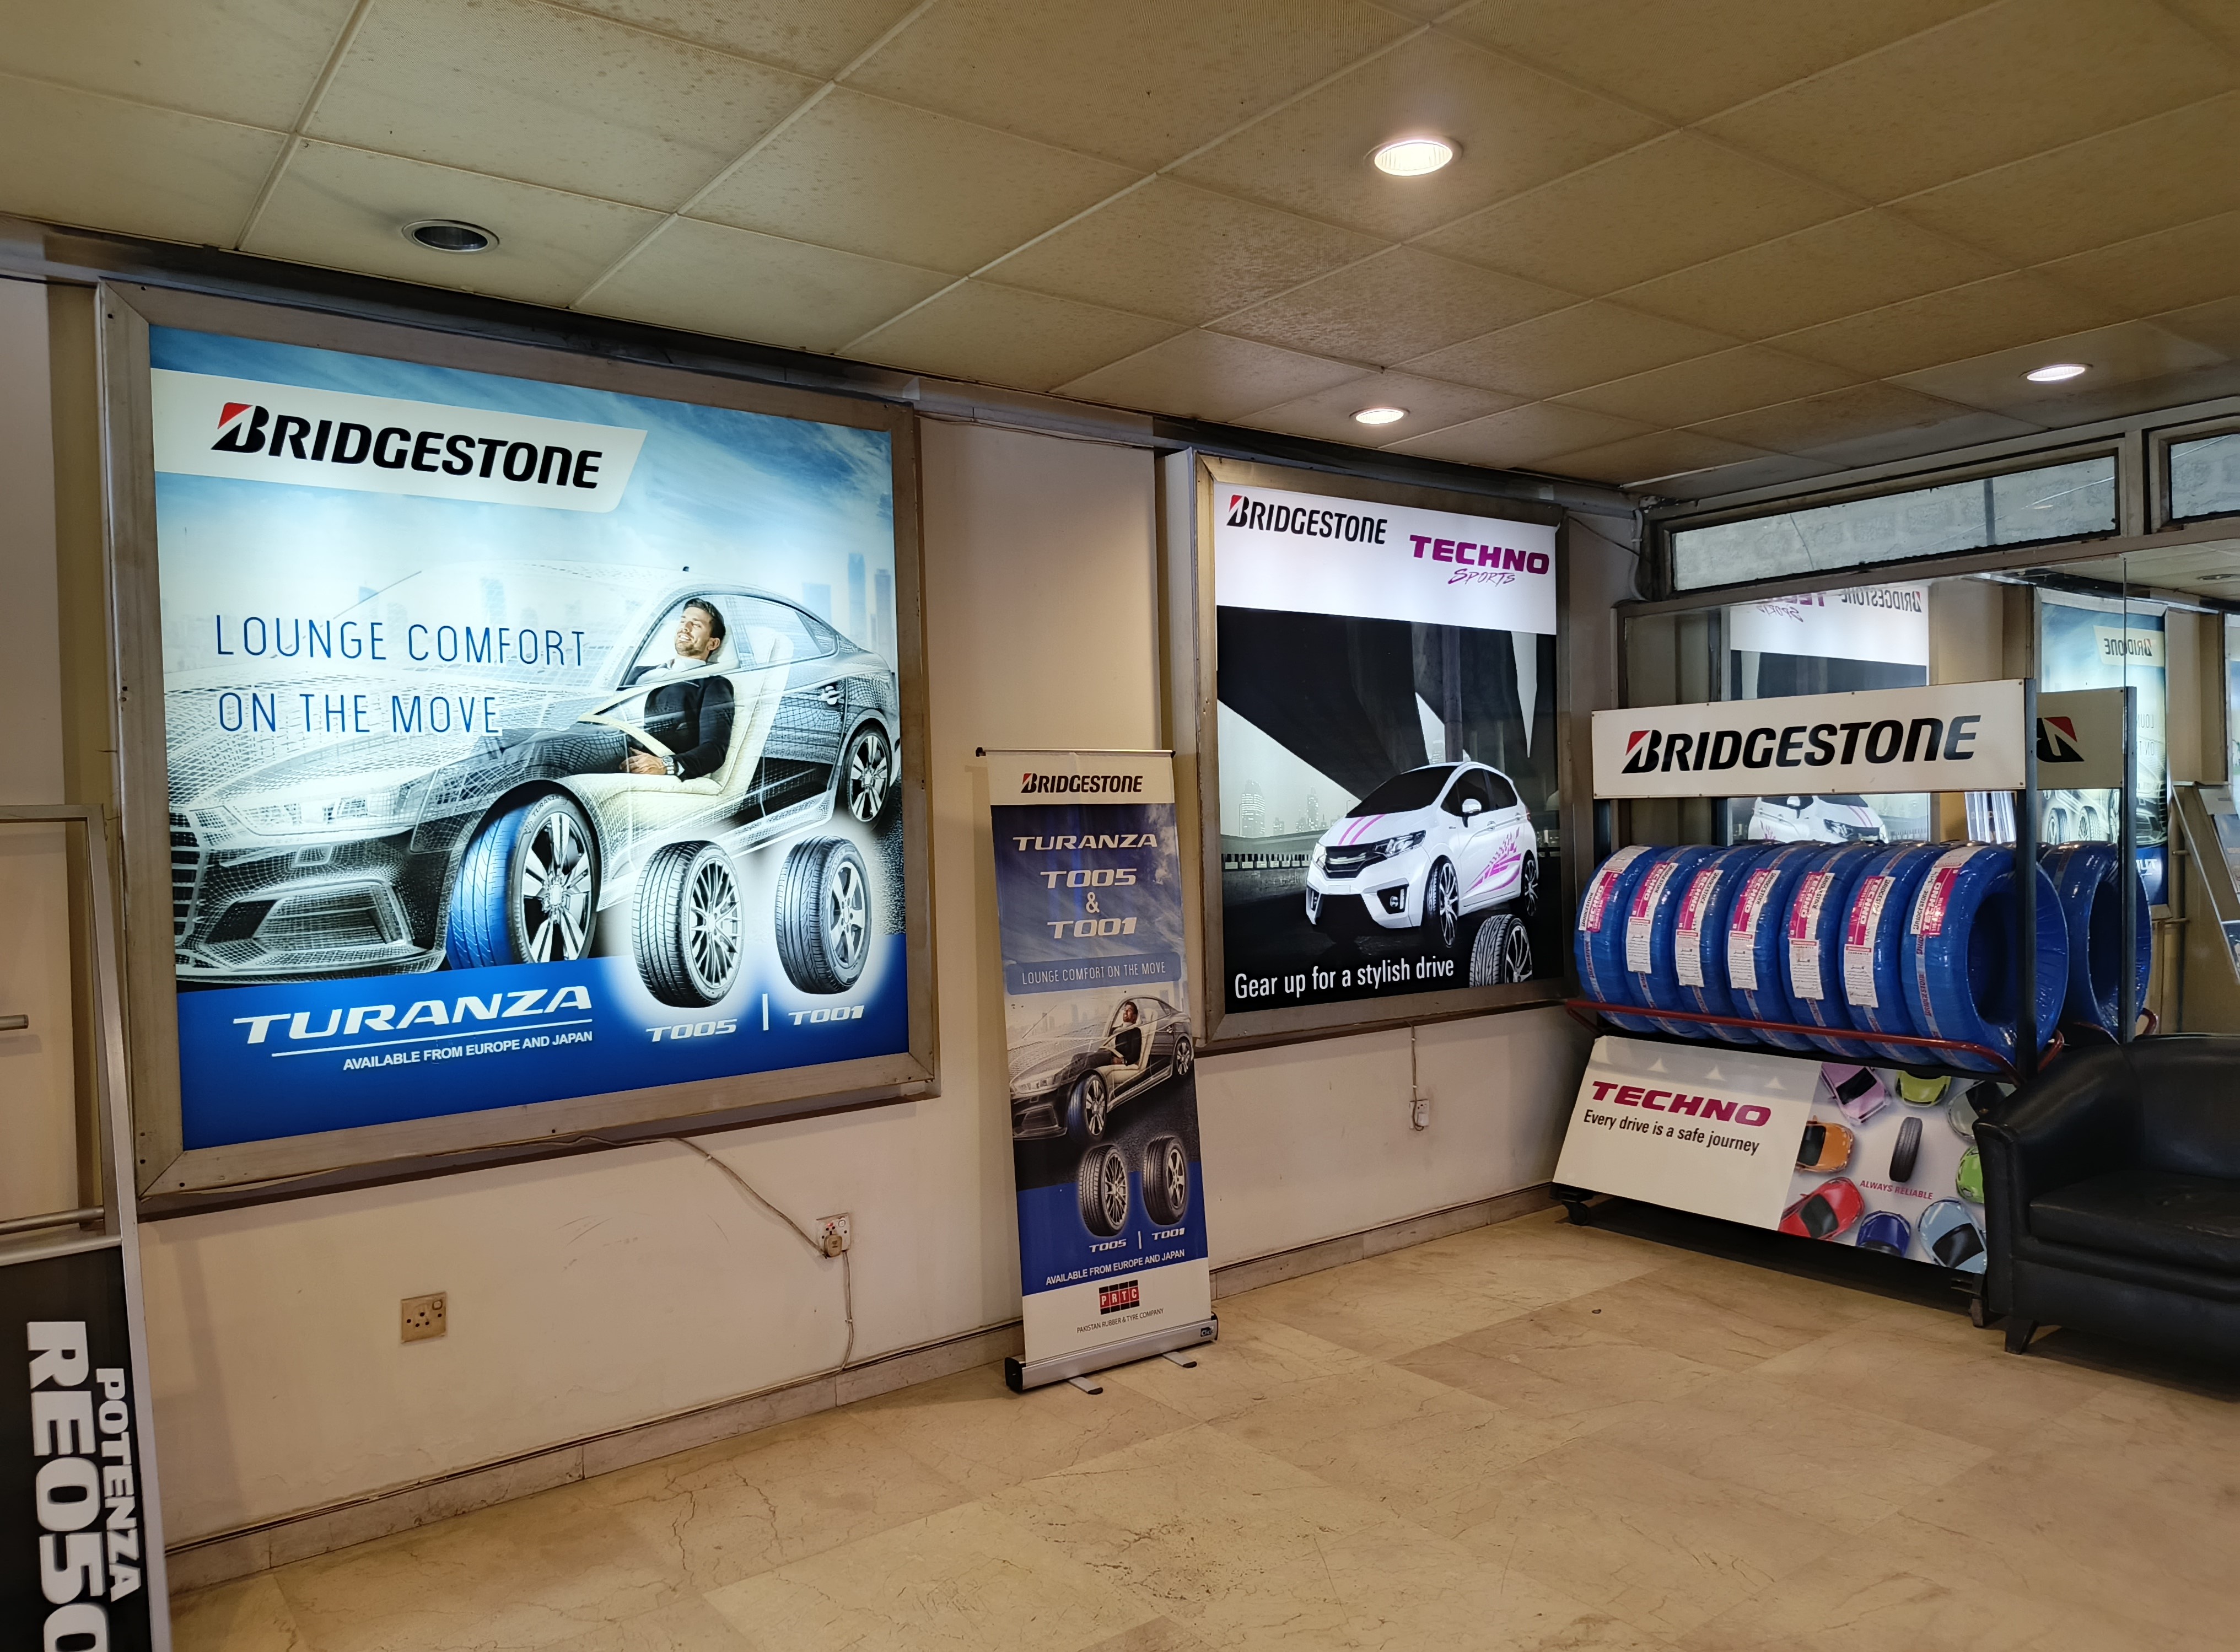 BRIDGESTONE
LOUNGE COMFORT
ON THE MOVE
TURANZA
AVAILABLE FROM EUROPE AND JAPAN
T005 | T001
POTENZA
RE050
BRIDGESTONE
TURANZA
T005
&
T001
LOUNGE COMFORT ON THE MOVE
T005 | T001
AVAILABLE FROM EUROPE AND JAPAN
PRTC
PAKISTAN RUBBER & TYRE COMPANY
BRIDGESTONE
TECHNO
SPORTS
Gear up for a stylish drive
BRIDGESTONE
TECHNO
Every drive is a safe journey
ALWAYS RELIABLE